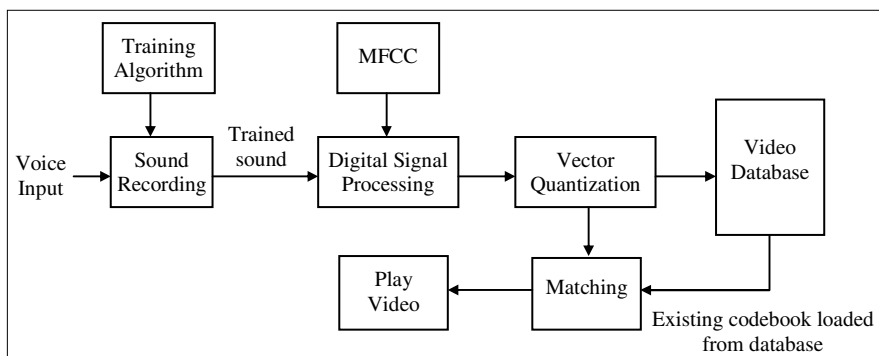 Training
Algorithm
MFCC
Voice
Input
Sound
Recording
Trained
sound
Digital Signal
Processing
Vector
Quantization
Video
Database
Play
Video
Matching
Existing codebook loaded
from database